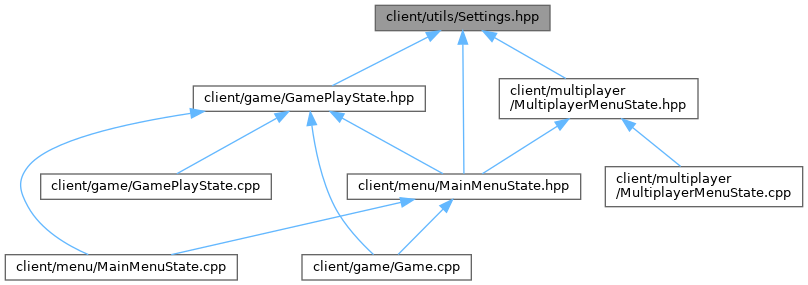 client/utils/Settings.hpp
client/game/GamePlayState.hpp
client/multiplayer
/MultiplayerMenuState.hpp
client/game/GamePlayState.cpp
client/menu/MainMenuState.hpp
client/multiplayer
/MultiplayerMenuState.cpp
client/menu/MainMenuState.cpp
client/game/Game.cpp